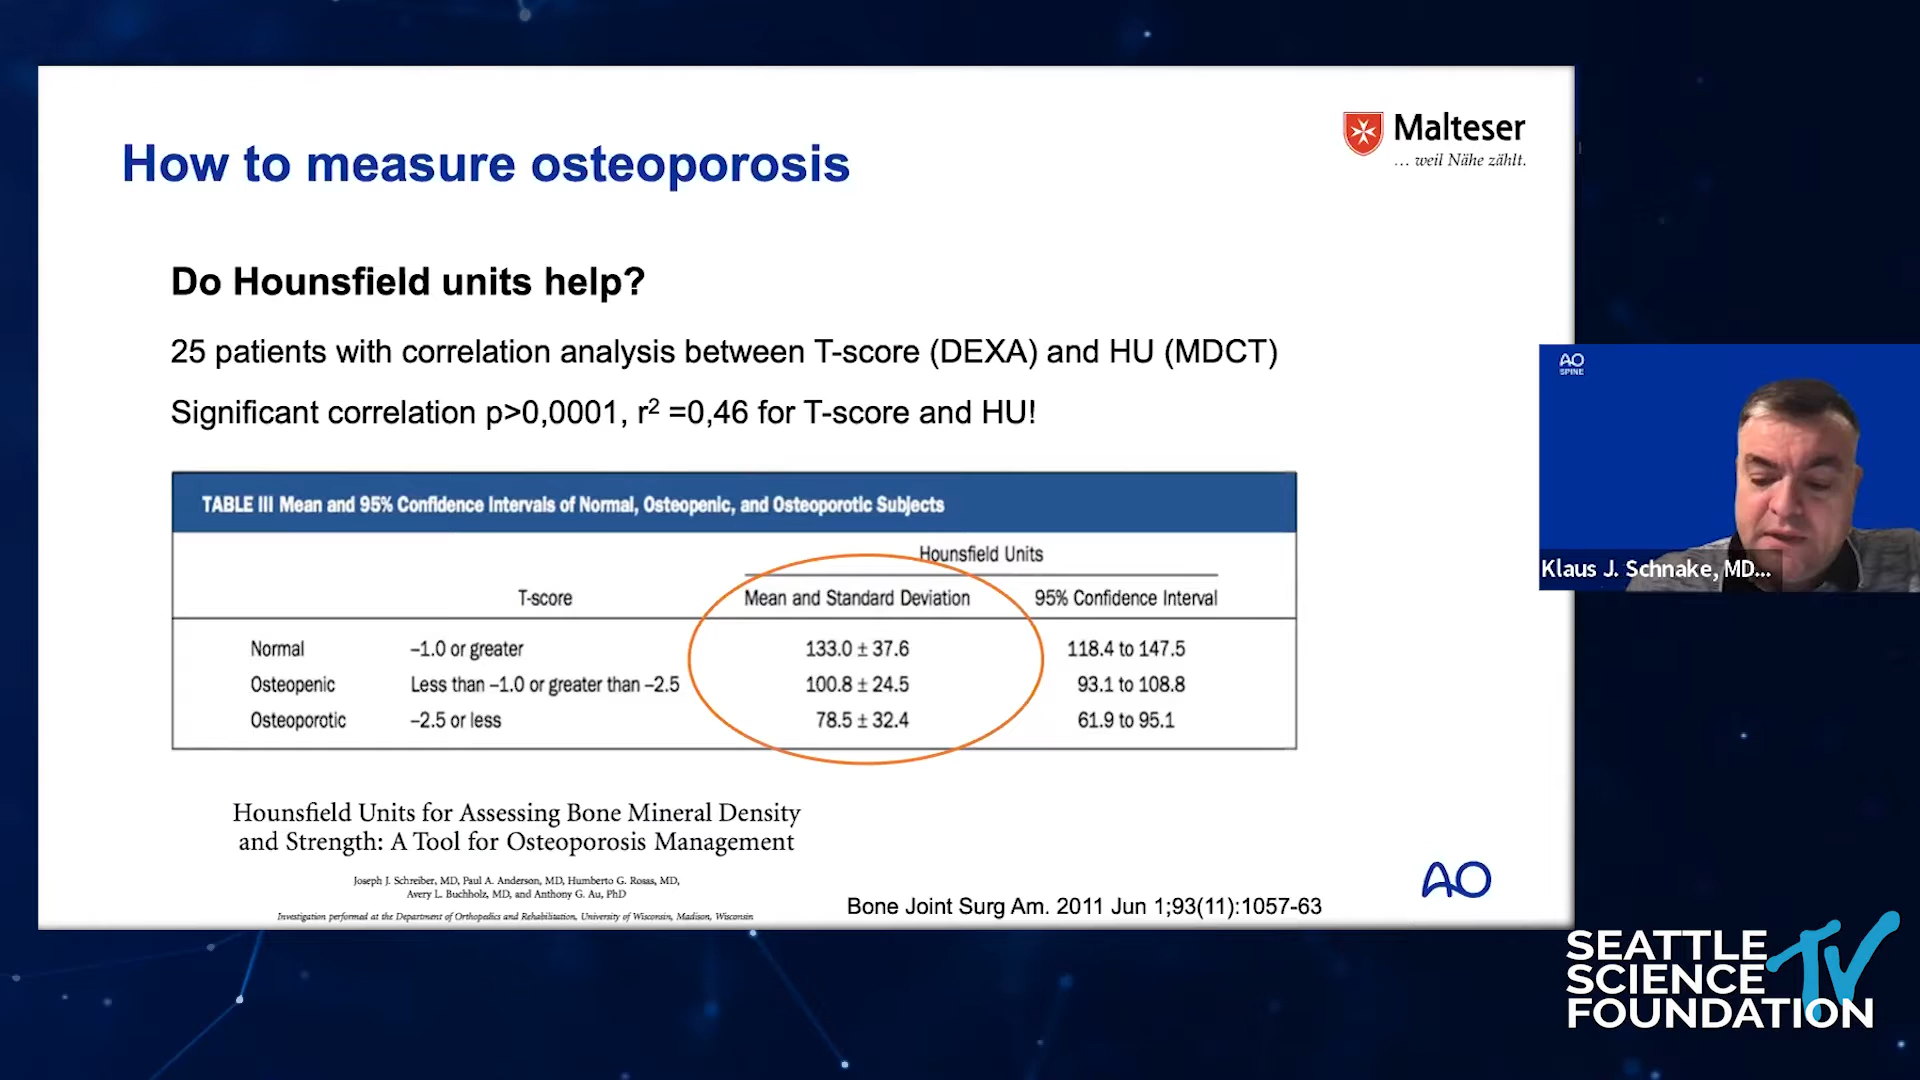 How to measure osteoporosis
Malteser
... weil Nähe zählt.
Do Hounsfield units help?
25 patients with correlation analysis between T-score (DEXA) and HU (MDCT)
Significant correlation p>0,0001, r² =0,46 for T-score and HU!
TABLE III Mean and 95% Confidence Intervals of Normal, Osteopenic, and Osteoporotic Subjects
Hounsfield Units
T-score Mean and Standard Deviation 95% Confidence Interval
Normal –1.0 or greater 133.0 ± 37.6 118.4 to 147.5
Osteopenic Less than –1.0 or greater than –2.5 100.8 ± 24.5 93.1 to 108.8
Osteoporotic –2.5 or less 78.5 ± 32.4 61.9 to 95.1
Hounsfield Units for Assessing Bone Mineral Density
and Strength: A Tool for Osteoporosis Management
Joseph J. Schreiber, MD, Paul A. Anderson, MD, Humberto G. Rosas, MD,
Avery L. Buchholz, MD, and Anthony G. Au, PhD
Investigation performed at the Department of Orthopedics and Rehabilitation, University of Wisconsin, Madison, Wisconsin
Bone Joint Surg Am. 2011 Jun 1;93(11):1057-63
AO
AO
SPINE
Klaus J. Schnake, MD...
SEATTLE
SCIENCE TV
FOUNDATION